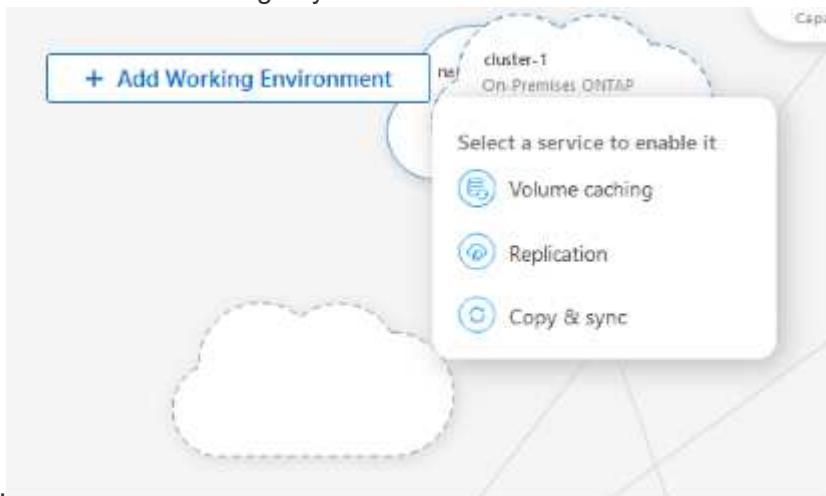 + Add Working Environment
cluster-1
On-Premises ONTAP
Select a service to enable it
Volume caching
Replication
Copy & sync
.